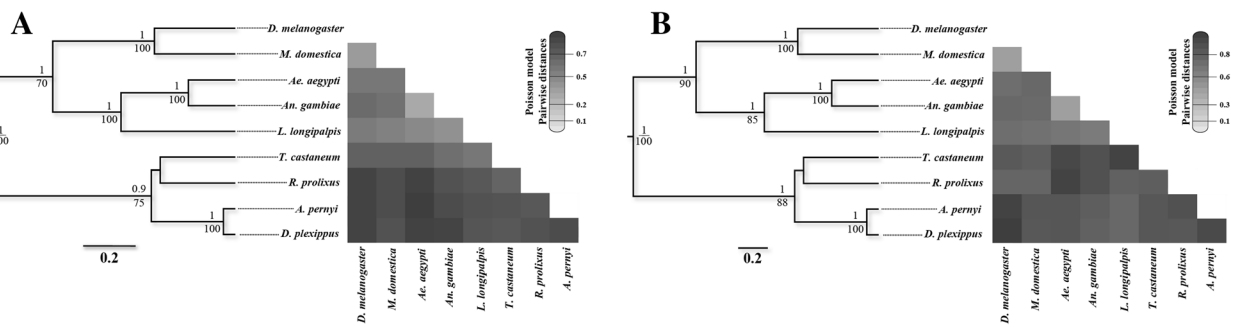 A
D. melanogaster
1
100
M. domestica
1
70
Ae. aegypti
1
100
An. gambiae
1
100
L. longipalpis
1
00
T. castaneum
0.9
75
R. prolixus
A. pernyi
1
100
D. plexippus
0.2
D. melanogaster
M. domestica
Ae. aegypti
An. gambiae
L. longipalpis
T. castaneum
R. prolixus
A. pernyi
Poisson model
Pairwise distances
0.7
0.5
0.2
0.1
B
D. melanogaster
1
100
M. domestica
1
90
Ae. aegypti
1
100
An. gambiae
1
85
L. longipalpis
1
100
T. castaneum
1
88
R. prolixus
A. pernyi
1
100
D. plexippus
0.2
D. melanogaster
M. domestica
Ae. aegypti
An. gambiae
L. longipalpis
T. castaneum
R. prolixus
A. pernyi
Poisson model
Pairwise distances
0.8
0.6
0.3
0.1